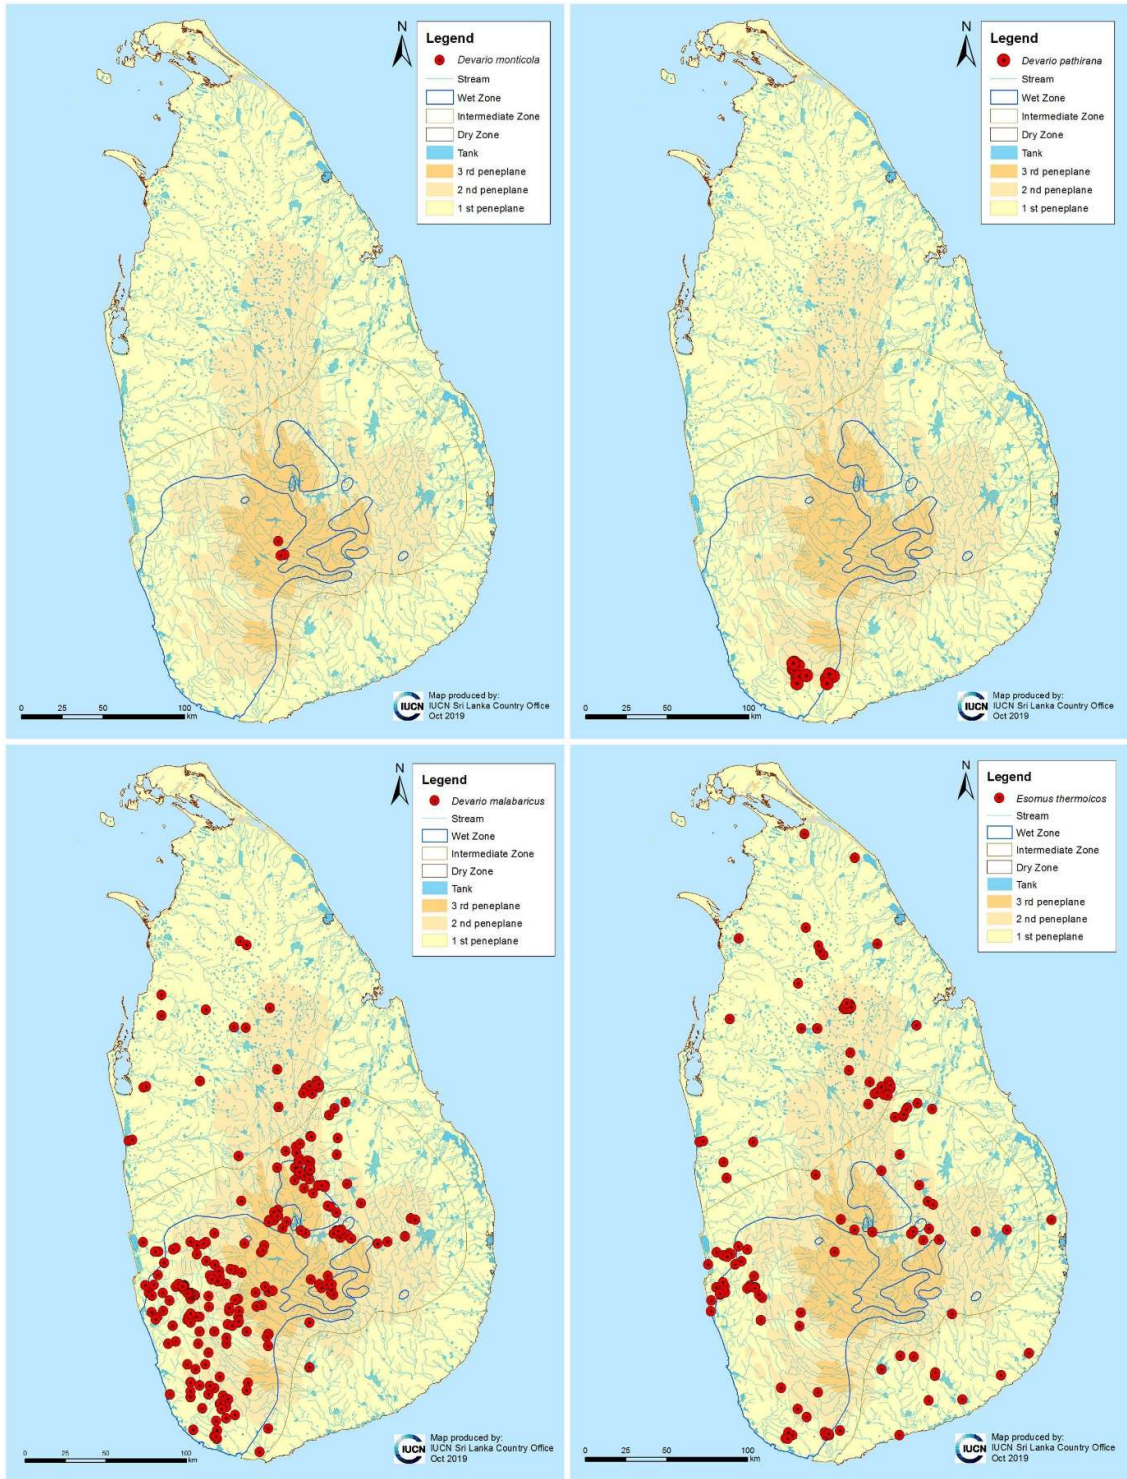 N
Legend
Devario monticola
Stream
Wet Zone
Intermediate Zone
Dry Zone
Tank
3 rd peneplane
2 nd peneplane
1 st peneplane
0 25 50 100
km
IUCN
Map produced by:
IUCN Sri Lanka Country Office
Oct 2019
N
Legend
Devario pathirana
Stream
Wet Zone
Intermediate Zone
Dry Zone
Tank
3 rd peneplane
2 nd peneplane
1 st peneplane
0 25 50 100
km
IUCN
Map produced by:
IUCN Sri Lanka Country Office
Oct 2019
N
Legend
Devario malabaricus
Stream
Wet Zone
Intermediate Zone
Dry Zone
Tank
3 rd peneplane
2 nd peneplane
1 st peneplane
0 25 50 100
km
IUCN
Map produced by:
IUCN Sri Lanka Country Office
Oct 2019
N
Legend
Esomus thermoicos
Stream
Wet Zone
Intermediate Zone
Dry Zone
Tank
3 rd peneplane
2 nd peneplane
1 st peneplane
0 25 50 100
km
IUCN
Map produced by:
IUCN Sri Lanka Country Office
Oct 2019